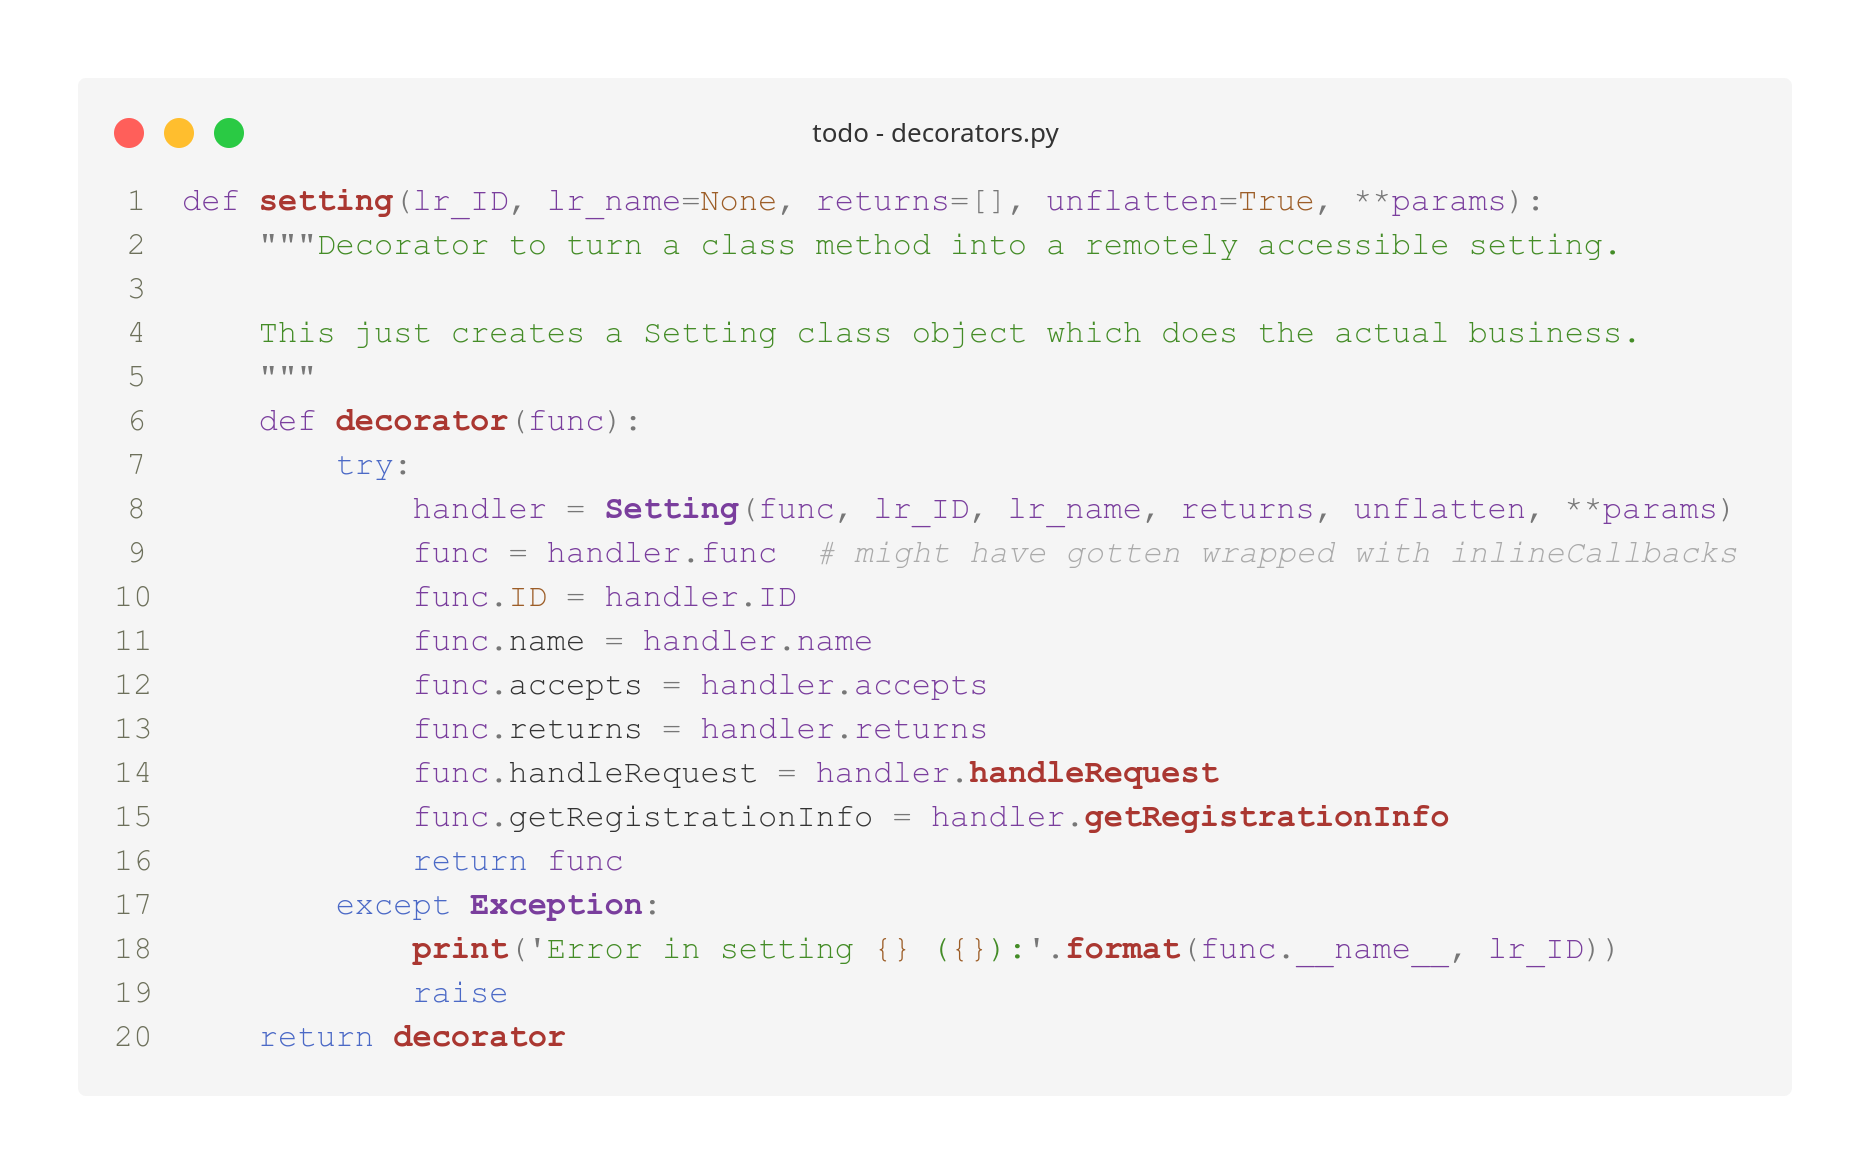 todo - decorators.py
1 def setting(lr_ID, lr_name=None, returns=[], unflatten=True, **params):
2     """Decorator to turn a class method into a remotely accessible setting.
3
4     This just creates a Setting class object which does the actual business.
5     """
6     def decorator(func):
7         try:
8             handler = Setting(func, lr_ID, lr_name, returns, unflatten, **params)
9             func = handler.func  # might have gotten wrapped with inlineCallbacks
10             func.ID = handler.ID
11             func.name = handler.name
12             func.accepts = handler.accepts
13             func.returns = handler.returns
14             func.handleRequest = handler.handleRequest
15             func.getRegistrationInfo = handler.getRegistrationInfo
16             return func
17         except Exception:
18             print('Error in setting {} ({}):'.format(func.__name__, lr_ID))
19             raise
20     return decorator